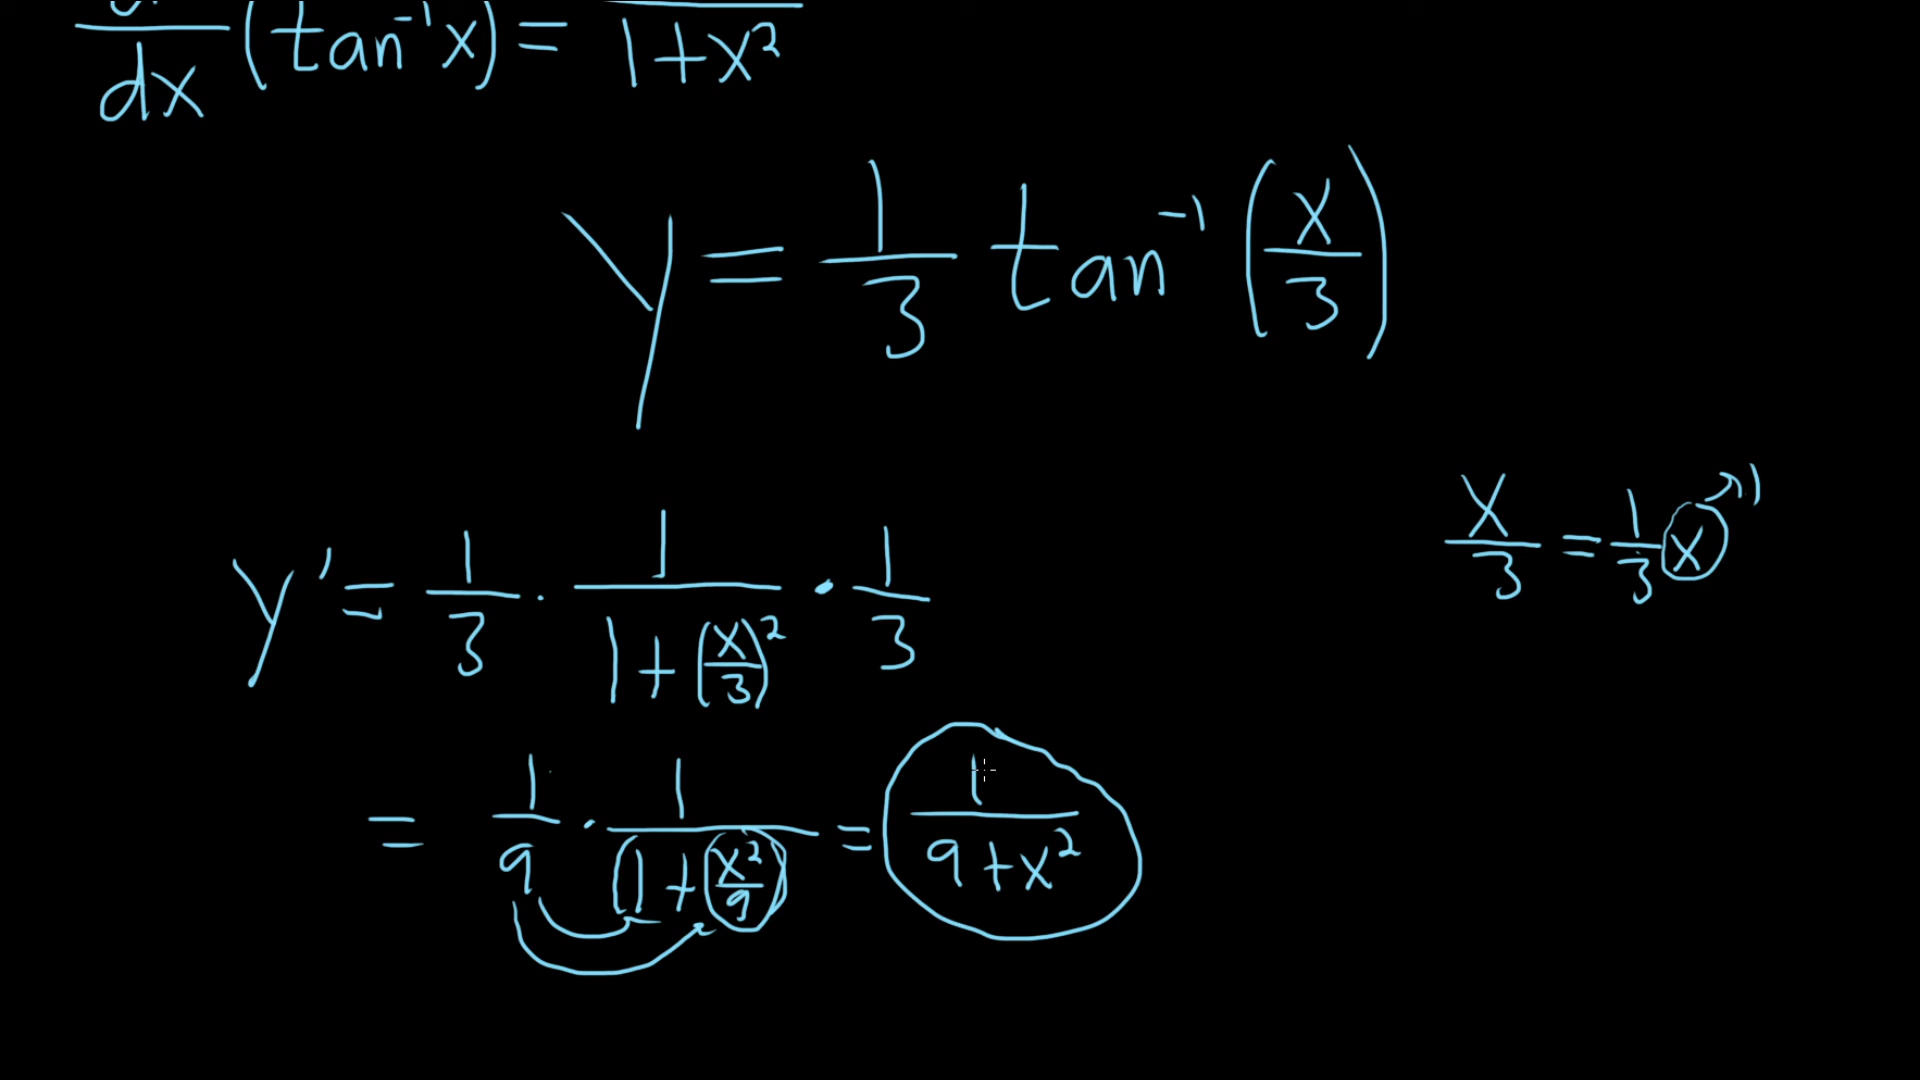 d/dx (tan⁻¹x) = 1/(1+x²)
y = 1/3 tan⁻¹(x/3)
x/3 = 1/3 x → 1
y' = 1/3 · 1/(1+(x/3)²) · 1/3
= 1/9 · 1/(1+x²/9) = 1/(9+x²)